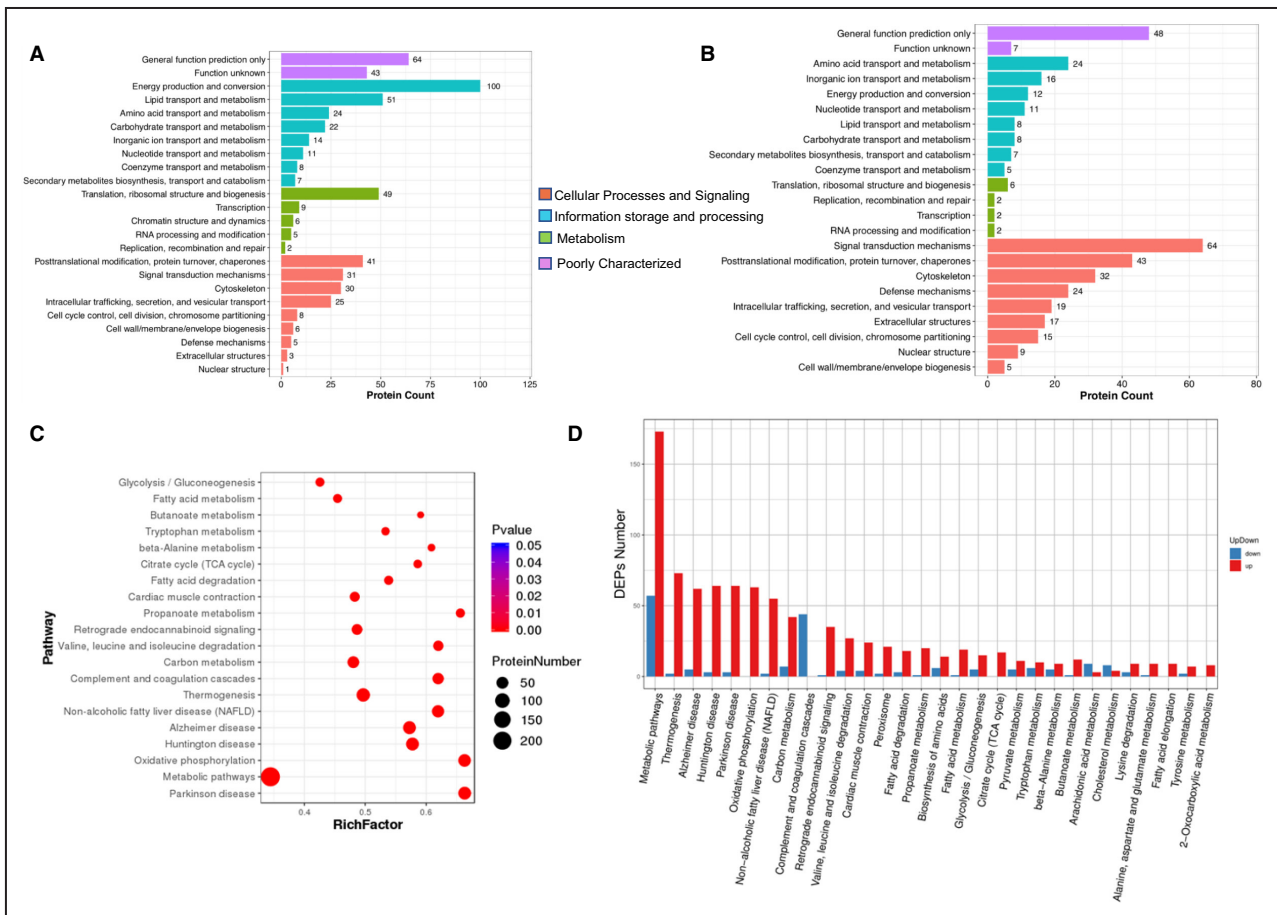 A
General function prediction only
64
Function unknown
43
Energy production and conversion
100
Lipid transport and metabolism
51
Amino acid transport and metabolism
24
Carbohydrate transport and metabolism
22
Inorganic ion transport and metabolism
14
Nucleotide transport and metabolism
11
Coenzyme transport and metabolism
8
Secondary metabolites biosynthesis, transport and catabolism
7
Translation, ribosomal structure and biogenesis
49
Transcription
9
Chromatin structure and dynamics
6
RNA processing and modification
5
Replication, recombination and repair
2
Posttranslational modification, protein turnover, chaperones
41
Signal transduction mechanisms
31
Cytoskeleton
30
Intracellular trafficking, secretion, and vesicular transport
25
Cell cycle control, cell division, chromosome partitioning
8
Cell wall/membrane/envelope biogenesis
6
Defense mechanisms
5
Extracellular structures
3
Nuclear structure
1
0 25 50 75 100 125
Protein Count
Cellular Processes and Signaling
Information storage and processing
Metabolism
Poorly Characterized
B
General function prediction only
48
Function unknown
7
Amino acid transport and metabolism
24
Inorganic ion transport and metabolism
16
Energy production and conversion
12
Nucleotide transport and metabolism
11
Lipid transport and metabolism
8
Carbohydrate transport and metabolism
8
Secondary metabolites biosynthesis, transport and catabolism
7
Coenzyme transport and metabolism
5
Translation, ribosomal structure and biogenesis
6
Replication, recombination and repair
2
Transcription
2
RNA processing and modification
2
Signal transduction mechanisms
64
Posttranslational modification, protein turnover, chaperones
43
Cytoskeleton
32
Defense mechanisms
24
Intracellular trafficking, secretion, and vesicular transport
19
Extracellular structures
17
Cell cycle control, cell division, chromosome partitioning
15
Nuclear structure
9
Cell wall/membrane/envelope biogenesis
5
0 20 40 60 80
Protein Count
C
Pathway
Glycolysis / Gluconeogenesis
Fatty acid metabolism
Butanoate metabolism
Tryptophan metabolism
beta-Alanine metabolism
Citrate cycle (TCA cycle)
Fatty acid degradation
Cardiac muscle contraction
Propanoate metabolism
Retrograde endocannabinoid signaling
Valine, leucine and isoleucine degradation
Carbon metabolism
Complement and coagulation cascades
Thermogenesis
Non-alcoholic fatty liver disease (NAFLD)
Alzheimer disease
Huntington disease
Oxidative phosphorylation
Metabolic pathways
Parkinson disease
0.4 0.5 0.6
RichFactor
Pvalue
0.05
0.04
0.03
0.02
0.01
0.00
ProteinNumber
50
100
150
200
D
DEPs Number
150
100
50
0
Metabolic pathways
Thermogenesis
Alzheimer disease
Huntington disease
Parkinson disease
Oxidative phosphorylation
Non-alcoholic fatty liver disease (NAFLD)
Carbon metabolism
Complement and coagulation cascades
Retrograde endocannabinoid signaling
Valine, leucine and isoleucine degradation
Cardiac muscle contraction
Peroxisome
Fatty acid degradation
Propanoate metabolism
Biosynthesis of amino acids
Fatty acid metabolism
Glycolysis / Gluconeogenesis
Citrate cycle (TCA cycle)
Pyruvate metabolism
Tryptophan metabolism
beta-Alanine metabolism
Butanoate metabolism
Arachidonic acid metabolism
Cholesterol metabolism
Lysine degradation
Alanine, aspartate and glutamate metabolism
Fatty acid elongation
Tyrosine metabolism
2-Oxocarboxylic acid metabolism
UpDown
down
up